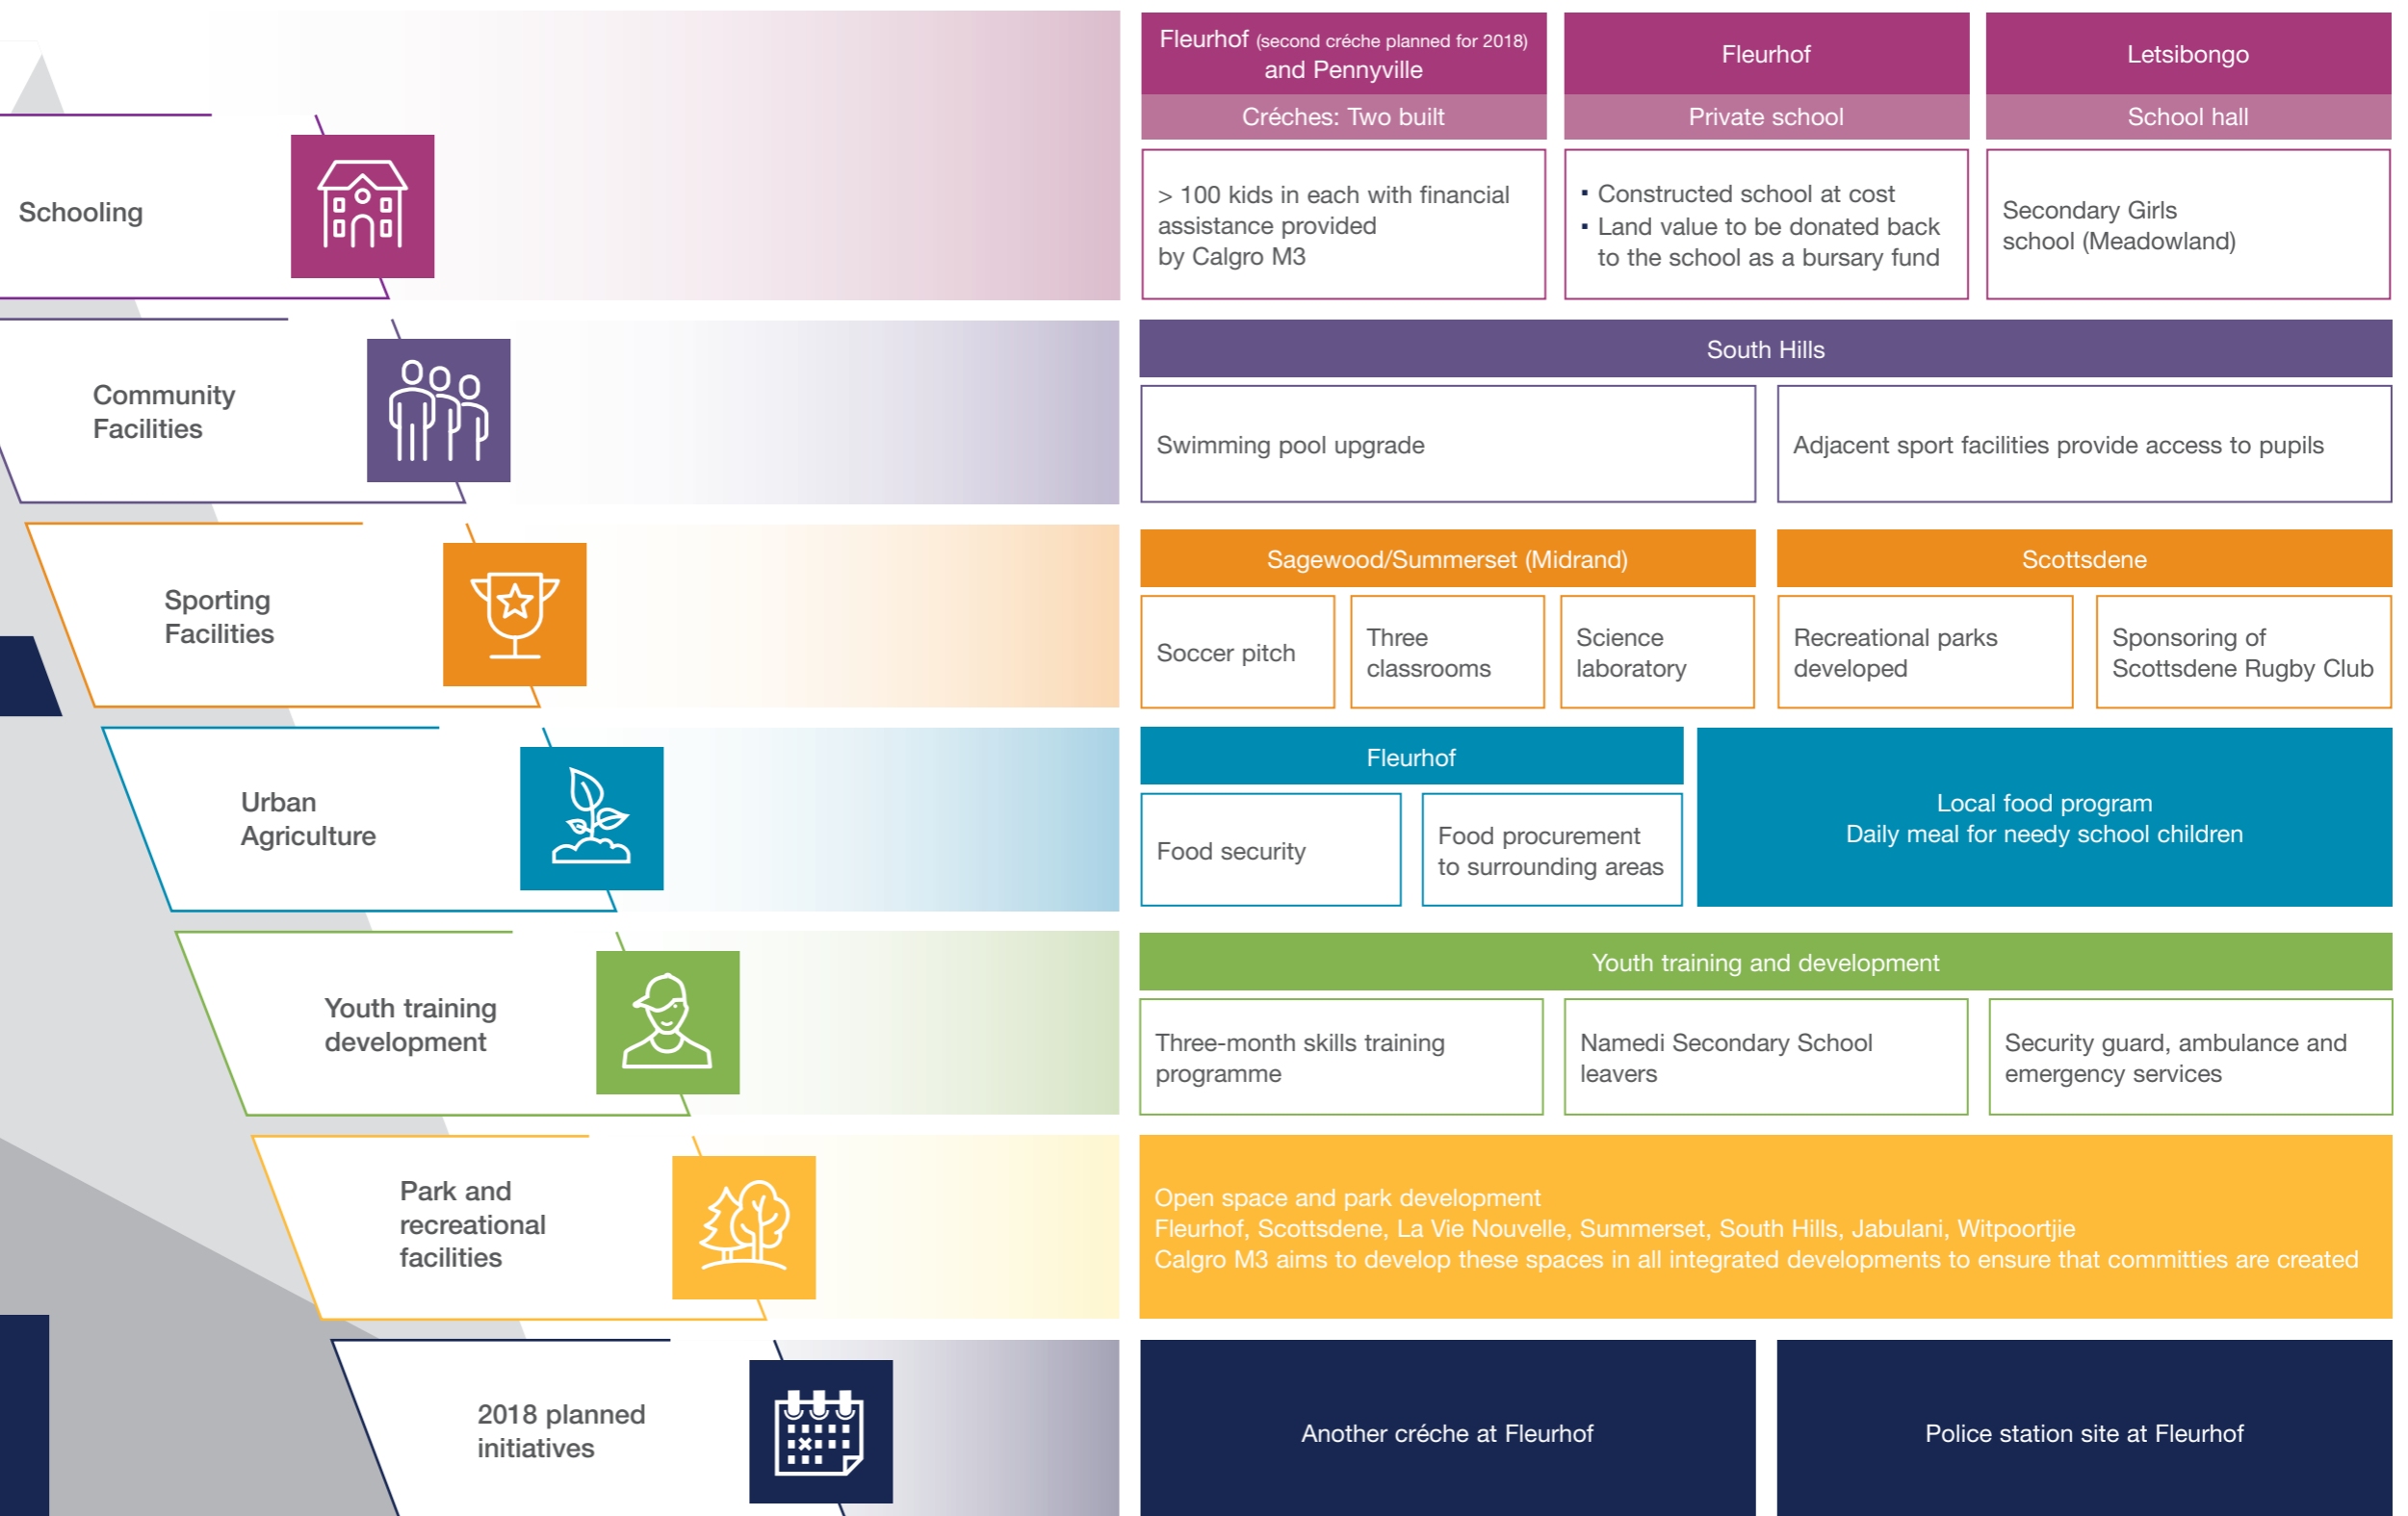 Schooling
Fleurhof (second créche planned for 2018)
and Pennyville
Créches: Two built
> 100 kids in each with financial
assistance provided
by Calgro M3
Fleurhof
Private school
▪ Constructed school at cost
▪ Land value to be donated back
to the school as a bursary fund
Letsibongo
School hall
Secondary Girls
school (Meadowland)
Community
Facilities
South Hills
Swimming pool upgrade
Adjacent sport facilities provide access to pupils
Sporting
Facilities
Sagewood/Summerset (Midrand)
Soccer pitch
Three
classrooms
Science
laboratory
Scottsdene
Recreational parks
developed
Sponsoring of
Scottsdene Rugby Club
Urban
Agriculture
Fleurhof
Food security
Food procurement
to surrounding areas
Local food program
Daily meal for needy school children
Youth training
development
Youth training and development
Three-month skills training
programme
Namedi Secondary School
leavers
Security guard, ambulance and
emergency services
Park and
recreational
facilities
Open space and park development
Fleurhof, Scottsdene, La Vie Nouvelle, Summerset, South Hills, Jabulani, Witpoortjie
Calgro M3 aims to develop these spaces in all integrated developments to ensure that committies are created
2018 planned
initiatives
Another créche at Fleurhof
Police station site at Fleurhof